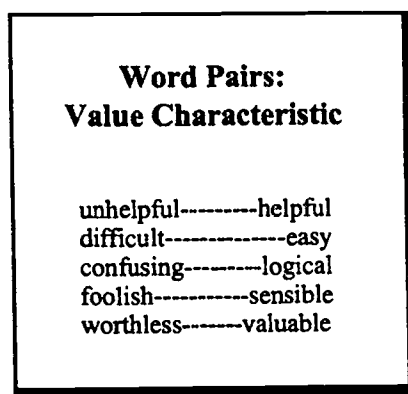 Word Pairs:
Value Characteristic
unhelpful----------helpful
difficult---------------easy
confusing----------logical
foolish------------sensible
worthless--------valuable